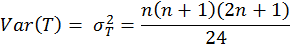 Var(T) = σ_T^2 = n(n + 1)(2n + 1) / 24